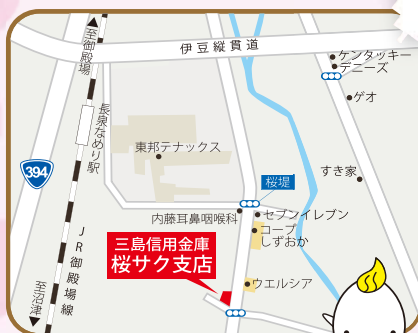 至御殿場
伊豆縦貫道
ケンタッキー
デニーズ
ゲオ
長泉なめり駅
東邦テナックス
394
すき家
桜堤
内藤耳鼻咽喉科
セブンイレブン
コープ
しずおか
三島信用金庫
桜サク支店
ウエルシア
JR御殿場線
至沼津